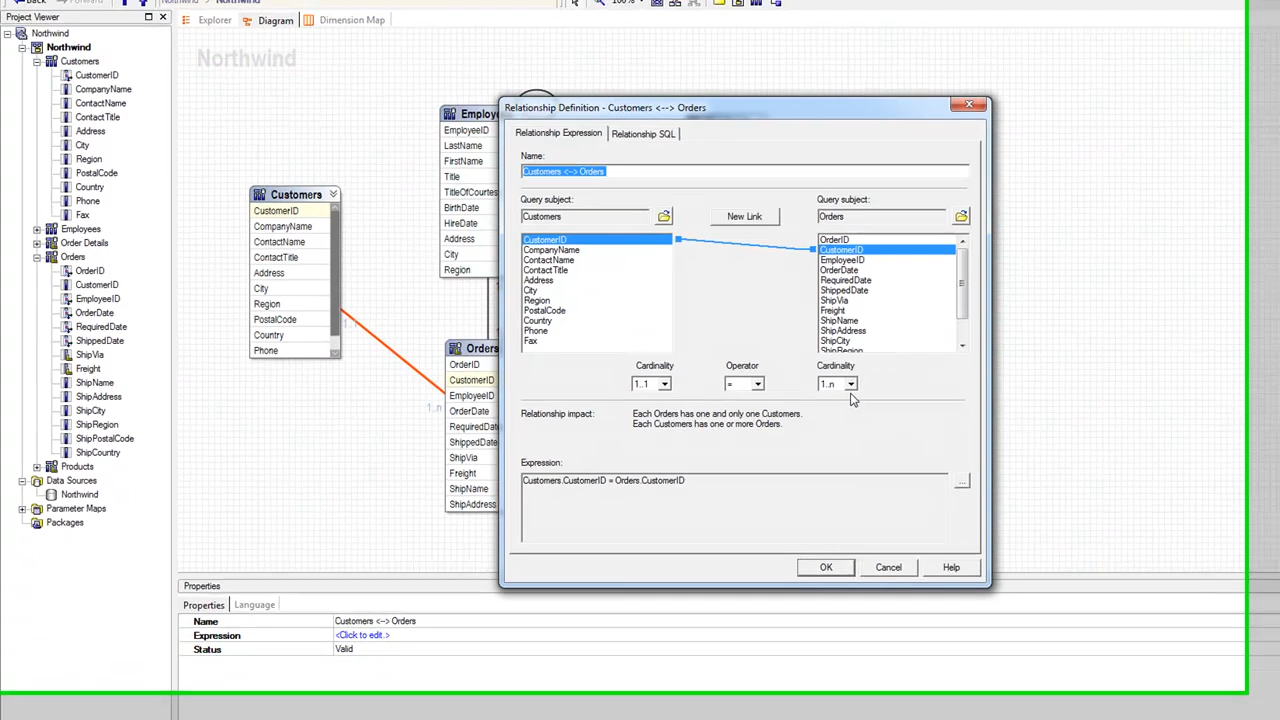 Back
Forward
Northwind
Northwind
100%
Project Viewer
Northwind
Northwind
Customers
CustomerID
CompanyName
ContactName
ContactTitle
Address
City
Region
PostalCode
Country
Phone
Fax
Employees
Order Details
Orders
OrderID
CustomerID
EmployeeID
OrderDate
RequiredDate
ShippedDate
ShipVia
Freight
ShipName
ShipAddress
ShipCity
ShipRegion
ShipPostalCode
ShipCountry
Products
Data Sources
Northwind
Parameter Maps
Packages
Explorer
Diagram
Dimension Map
Northwind
Customers
CustomerID
CompanyName
ContactName
ContactTitle
Address
City
Region
PostalCode
Country
Phone
1
1..n
EmployeeID
LastName
FirstName
Title
BirthDate
HireDate
Address
City
Region
Orders
OrderID
CustomerID
EmployeeID
OrderDate
ShipVia
Freight
ShipName
ShipAddress
Relationship Definition - Customers <--> Orders
Relationship Expression
Relationship SQL
Name:
Customers <--> Orders
Query subject:
Customers
New Link
Query subject:
Orders
CustomerID
CompanyName
ContactName
ContactTitle
Address
City
Region
PostalCode
Country
Phone
Fax
OrderID
CustomerID
EmployeeID
OrderDate
RequiredDate
ShippedDate
ShipVia
Freight
ShipName
ShipAddress
ShipCity
ShipRegion
Cardinality
Operator
Cardinality
1..1
=
1..n
Relationship impact:
Each Orders has one and only one Customers.
Each Customers has one or more Orders.
Expression:
Customers.CustomerID = Orders.CustomerID
...
OK
Cancel
Help
Properties
Properties
Language
Name
Customers <--> Orders
Expression
<Click to edit.>
Status
Valid